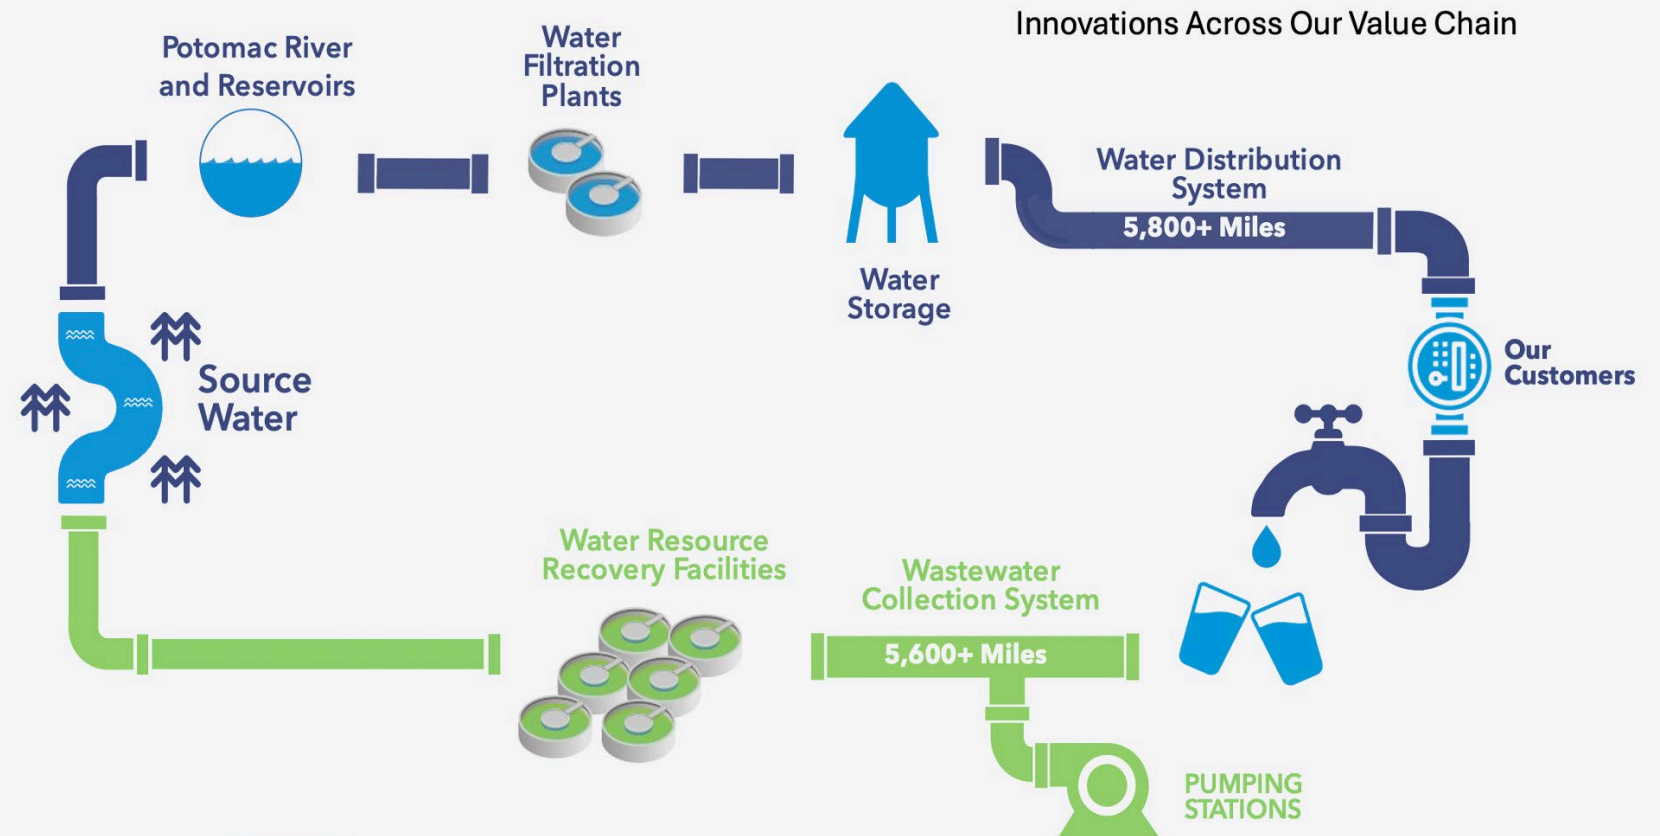 Innovations Across Our Value Chain
Potomac River
and Reservoirs
Water
Filtration
Plants
Water
Storage
Water Distribution
System
5,800+ Miles
Our
Customers
Source
Water
Water Resource
Recovery Facilities
Wastewater
Collection System
5,600+ Miles
PUMPING
STATIONS